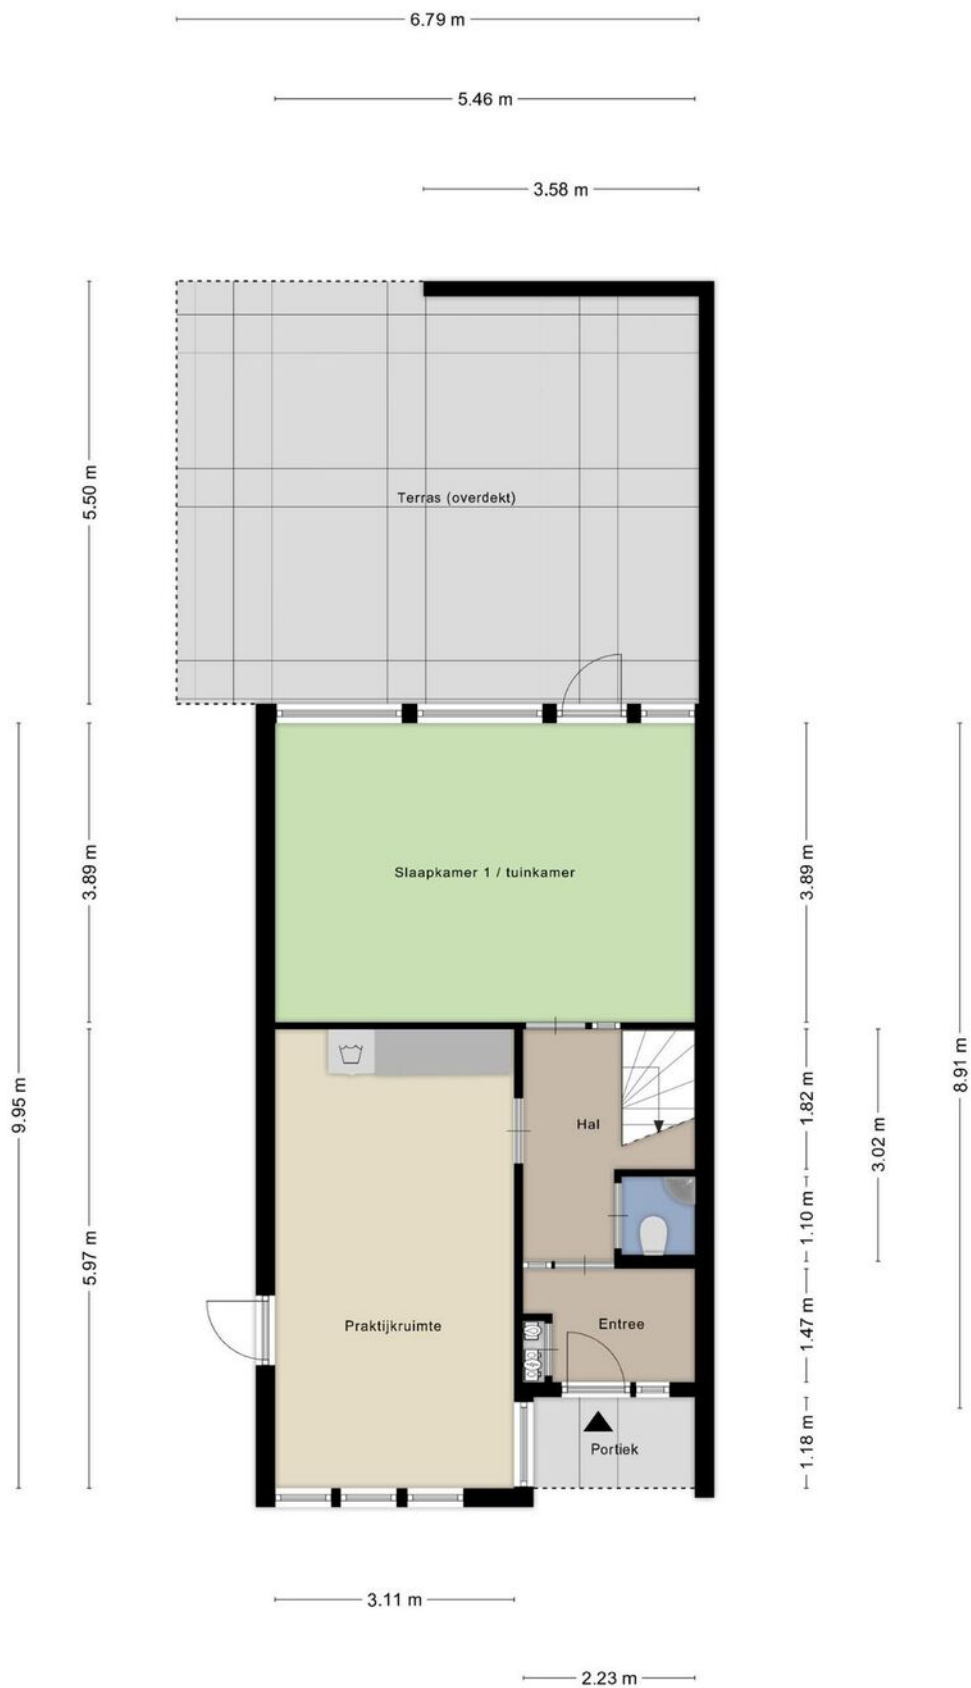 6.79 m
5.46 m
3.58 m
5.50 m
Terras (overdekt)
3.89 m
Slaapkamer 1 / tuinkamer
3.89 m
9.95 m
8.91 m
5.97 m
Hal
1.82 m
3.02 m
1.10 m
Praktijkruimte
Entree
1.47 m
Portiek
1.18 m
3.11 m
2.23 m